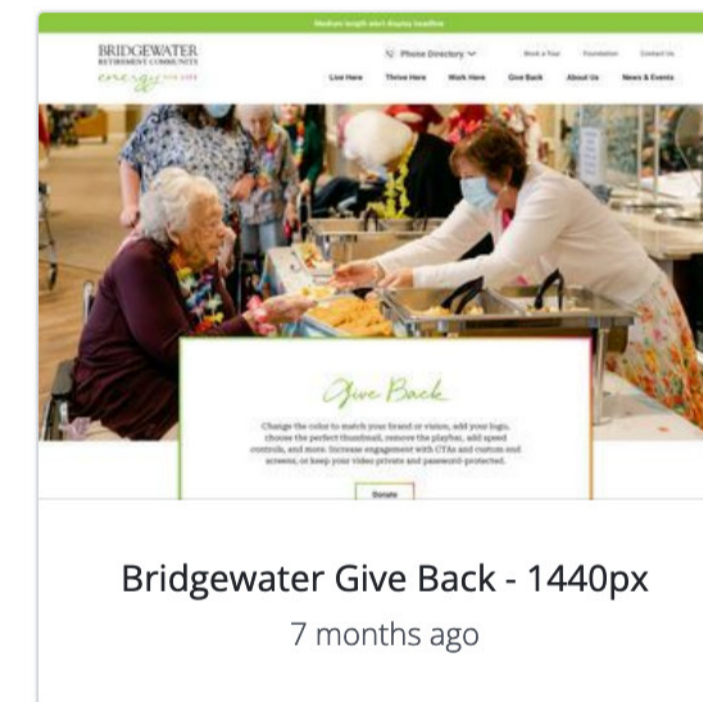 Medium length alert display headline
BRIDGEWATER
RETIREMENT COMMUNITY
energy FOR LIFE
Phone Directory
Book a Tour Foundation Contact Us
Live Here Thrive Here Work Here Give Back About Us News & Events
Give Back
Change the color to match your brand or vision, add your logo,
choose the perfect thumbnail, remove the playbar, add speed
controls, and more. Increase engagement with CTAs and custom end
screens, or keep your video private and password-protected.
Donate
Bridgewater Give Back - 1440px
7 months ago